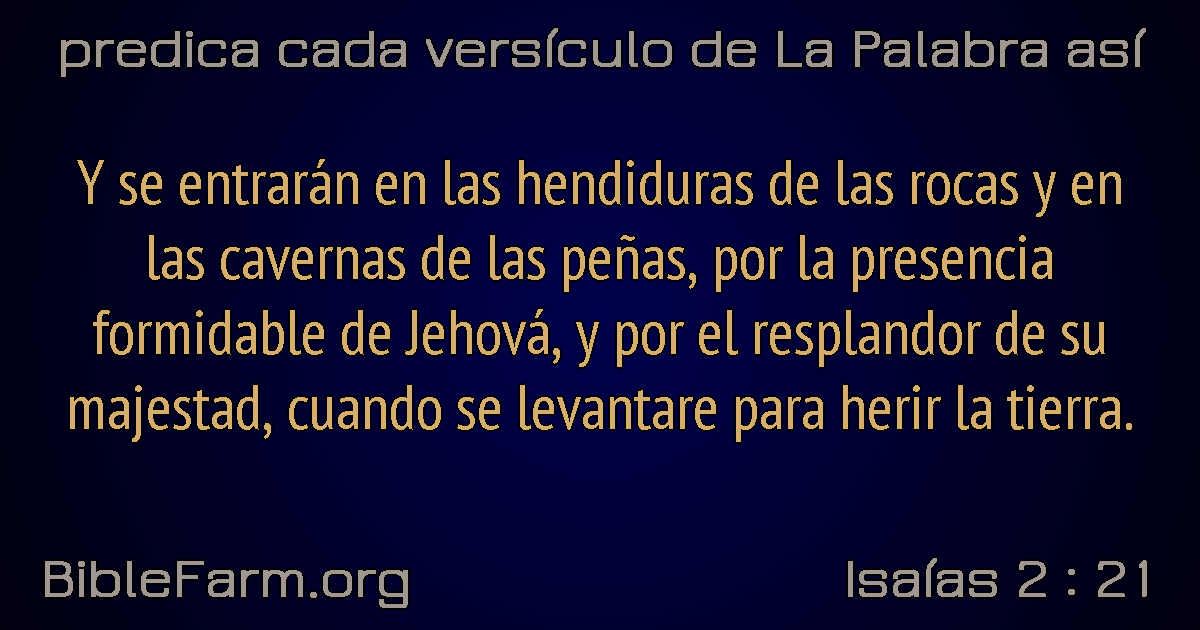 predica cada versículo de La Palabra así
Y se entrarán en las hendiduras de las rocas y en
las cavernas de las peñas, por la presencia
formidable de Jehová, y por el resplandor de su
majestad, cuando se levantare para herir la tierra.
BibleFarm.org
Isaías 2 : 21